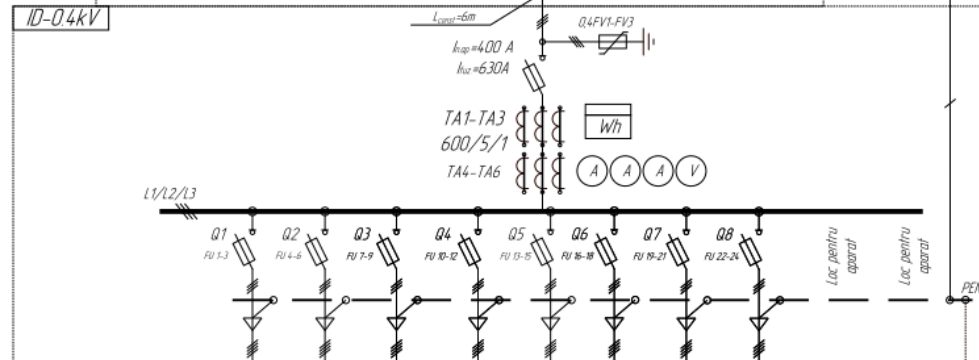 ID-0.4kV
Lconst=6m
0,4FV1-FV3
Iнар=400 A
Ifuz=630A
TA1-TA3
600/5/1
Wh
TA4-TA6
A A A V
L1/L2/L3
Q1 Q2 Q3 Q4 Q5 Q6 Q7 Q8
FU 1-3 FU 4-6 FU 7-9 FU 10-12 FU 13-15 FU 16-18 FU 19-21 FU 22-24
Loc pentru
aparat
Loc pentru
aparat
PEN